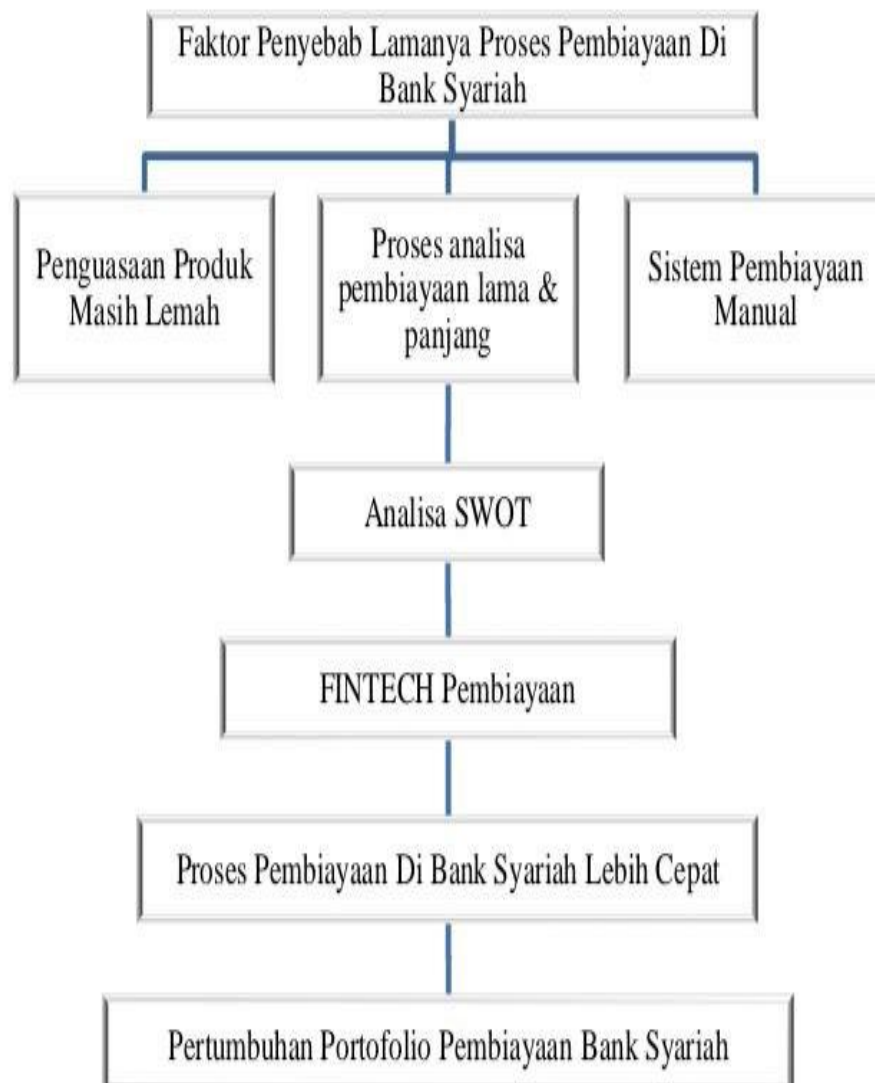 Faktor Penyebab Lamanya Proses Pembiayaan Di
Bank Syariah
Penguasaan Produk
Masih Lemah
Proses analisa
pembiayaan lama &
panjang
Sistem Pembiayaan
Manual
Analisa SWOT
FINTECH Pembiayaan
Proses Pembiayaan Di Bank Syariah Lebih Cepat
Pertumbuhan Portofolio Pembiayaan Bank Syariah